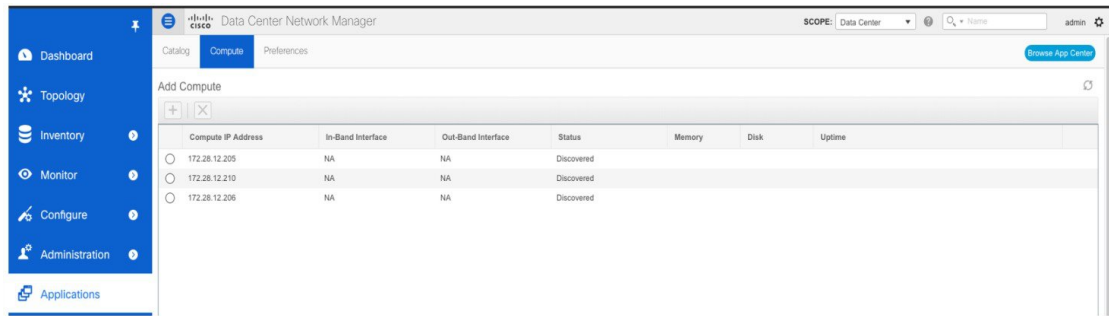 cisco Data Center Network Manager
SCOPE: Data Center
Name
admin
Dashboard
Topology
Inventory
Monitor
Configure
Administration
Applications
Catalog Compute Preferences
Browse App Center
Add Compute
Compute IP Address In-Band Interface Out-Band Interface Status Memory Disk Uptime
172.28.12.205 NA NA Discovered
172.28.12.210 NA NA Discovered
172.28.12.206 NA NA Discovered